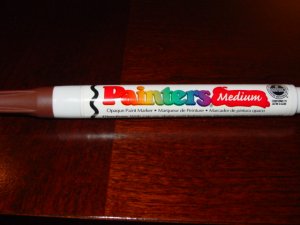 Painters Medium
Opaque Paint Marker • Marqueur de Peinture • Marcador de pintura opaco